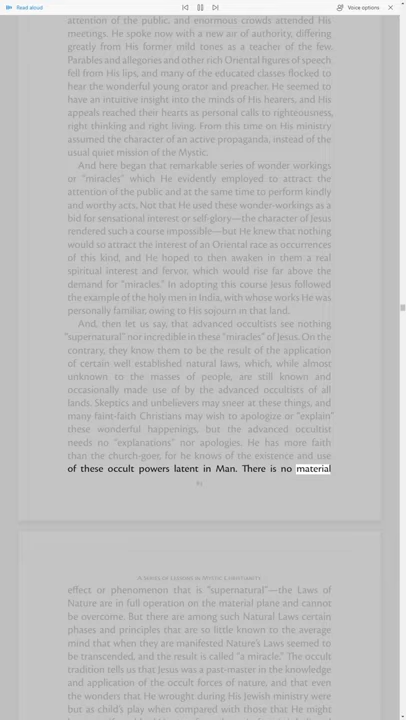 Read aloud
Voice options
attention of the public, and enormous crowds attended His
meetings. He spoke now with a new air of authority, differing
greatly from His former mild tones as a teacher of the few.
Parables and allegories and other rich Oriental figures of speech
fell from His lips, and many of the educated classes flocked to
hear the wonderful young orator and preacher. He seemed to
have an intuitive insight into the minds of His hearers, and His
appeals reached their hearts as personal calls to righteousness,
right thinking and right living. From this time on His ministry
assumed the character of an active propaganda, instead of the
usual quiet mission of the Mystic.
And here began that remarkable series of wonder workings
or “miracles” which He evidently employed to attract the
attention of the public and at the same time to perform kindly
and worthy acts. Not that He used these wonder-workings as a
bid for sensational interest or self-glory—the character of Jesus
rendered such a course impossible—but He knew that nothing
would so attract the interest of an Oriental race as occurrences
of this kind, and He hoped to then awaken in them a real
spiritual interest and fervor, which would rise far above the
demand for “miracles.” In adopting this course Jesus followed
the example of the holy men in India, with whose works He was
personally familiar, owing to His sojourn in that land.
And, then let us say, that advanced occultists see nothing
“supernatural” nor incredible in these “miracles” of Jesus. On the
contrary, they know them to be the result of the application
of certain well established natural laws, which, while almost
unknown to the masses of people, are still known and
occasionally made use of by the advanced occultists of all
lands. Skeptics and unbelievers may sneer at these things, and
many faint-faith Christians may wish to apologize or “explain”
these wonderful happenings, but the advanced occultist
needs no “explanations” nor apologies. He has more faith
than the church-goer, for he knows of the existence and use
of these occult powers latent in Man. There is no material
A Series of Lessons in Mystic Christianity
effect or phenomenon that is “supernatural”—the Laws of
Nature are in full operation on the material plane and cannot
be overcome. But there are among such Natural Laws certain
phases and principles that are so little known to the average
mind that when they are manifested Nature’s Laws seemed to
be transcended, and the result is called “a miracle.” The occult
tradition tells us that Jesus was a past-master in the knowledge
and application of the occult forces of nature, and that even
the wonders that He wrought during His Jewish ministry were
but as child’s play when compared with those that He might